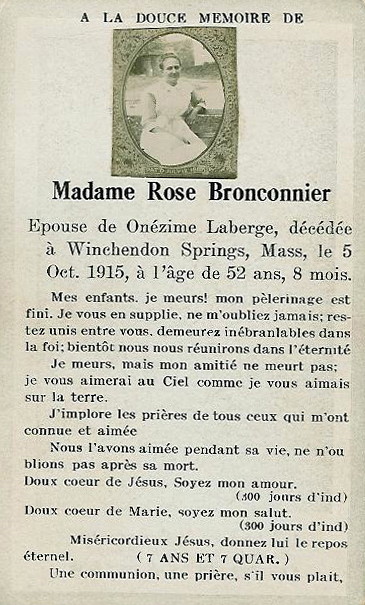 A LA DOUCE MEMOIRE DE
Madame Rose Bronconnier
Epouse de Onézime Laberge, décédée
à Winchendon Springs, Mass, le 5
Oct. 1915, à l'âge de 52 ans, 8 mois.
Mes enfants. je meurs! mon pèlerinage est
fini. Je vous en supplie, ne m'oubliez jamais; res-
tez unis entre vous. demeurez inébranlables dans
la foi; bientôt nous nous réunirons dans l'éternité
Je meurs, mais mon amitié ne meurt pas;
je vous aimerai au Ciel comme je vous aimais
sur la terre.
J'implore les prières de tous ceux qui m'ont
connue et aimée
Nous l'avons aimée pendant sa vie, ne n'ou
blions pas après sa mort.
Doux coeur de Jésus, Soyez mon amour.
(300 jours d'ind)
Doux coeur de Marie, soyez mon salut.
(300 jours d'ind)
Miséricordieux Jésus, donnez lui le repos
éternel. ( 7 ANS ET 7 QUAR. )
Une communion, une prière, s'il vous plait,